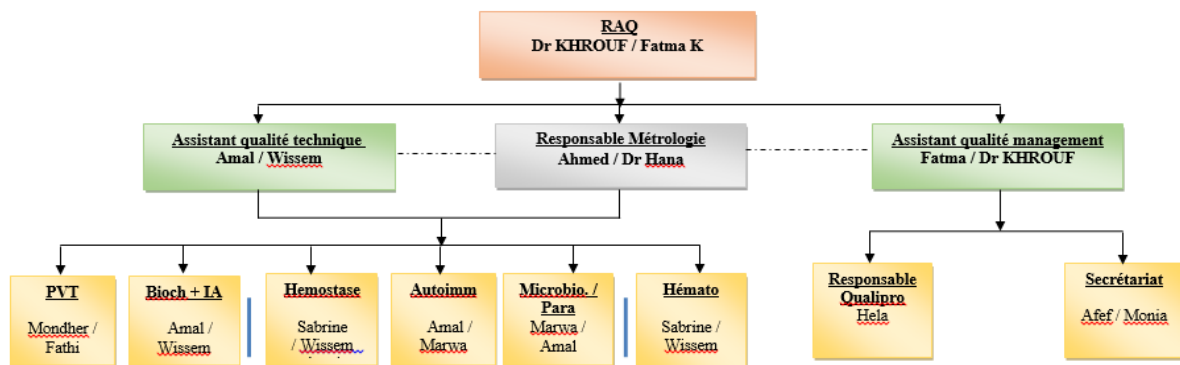 RAQ
Dr KHROUF / Fatma K
Assistant qualité technique
Amal / Wissem
Responsable Métrologie
Ahmed / Dr Hana
Assistant qualité management
Fatma / Dr KHROUF
PVT
Mondher /
Fathi
Bioch + IA
Amal /
Wissem
Hemostase
Sabrine
/ Wissem
Autoimm
Amal /
Marwa
Microbio. /
Para
Marwa /
Amal
Hémato
Sabrine /
Wissem
Responsable
Qualipro
Hela
Secrétariat
Afef / Monia